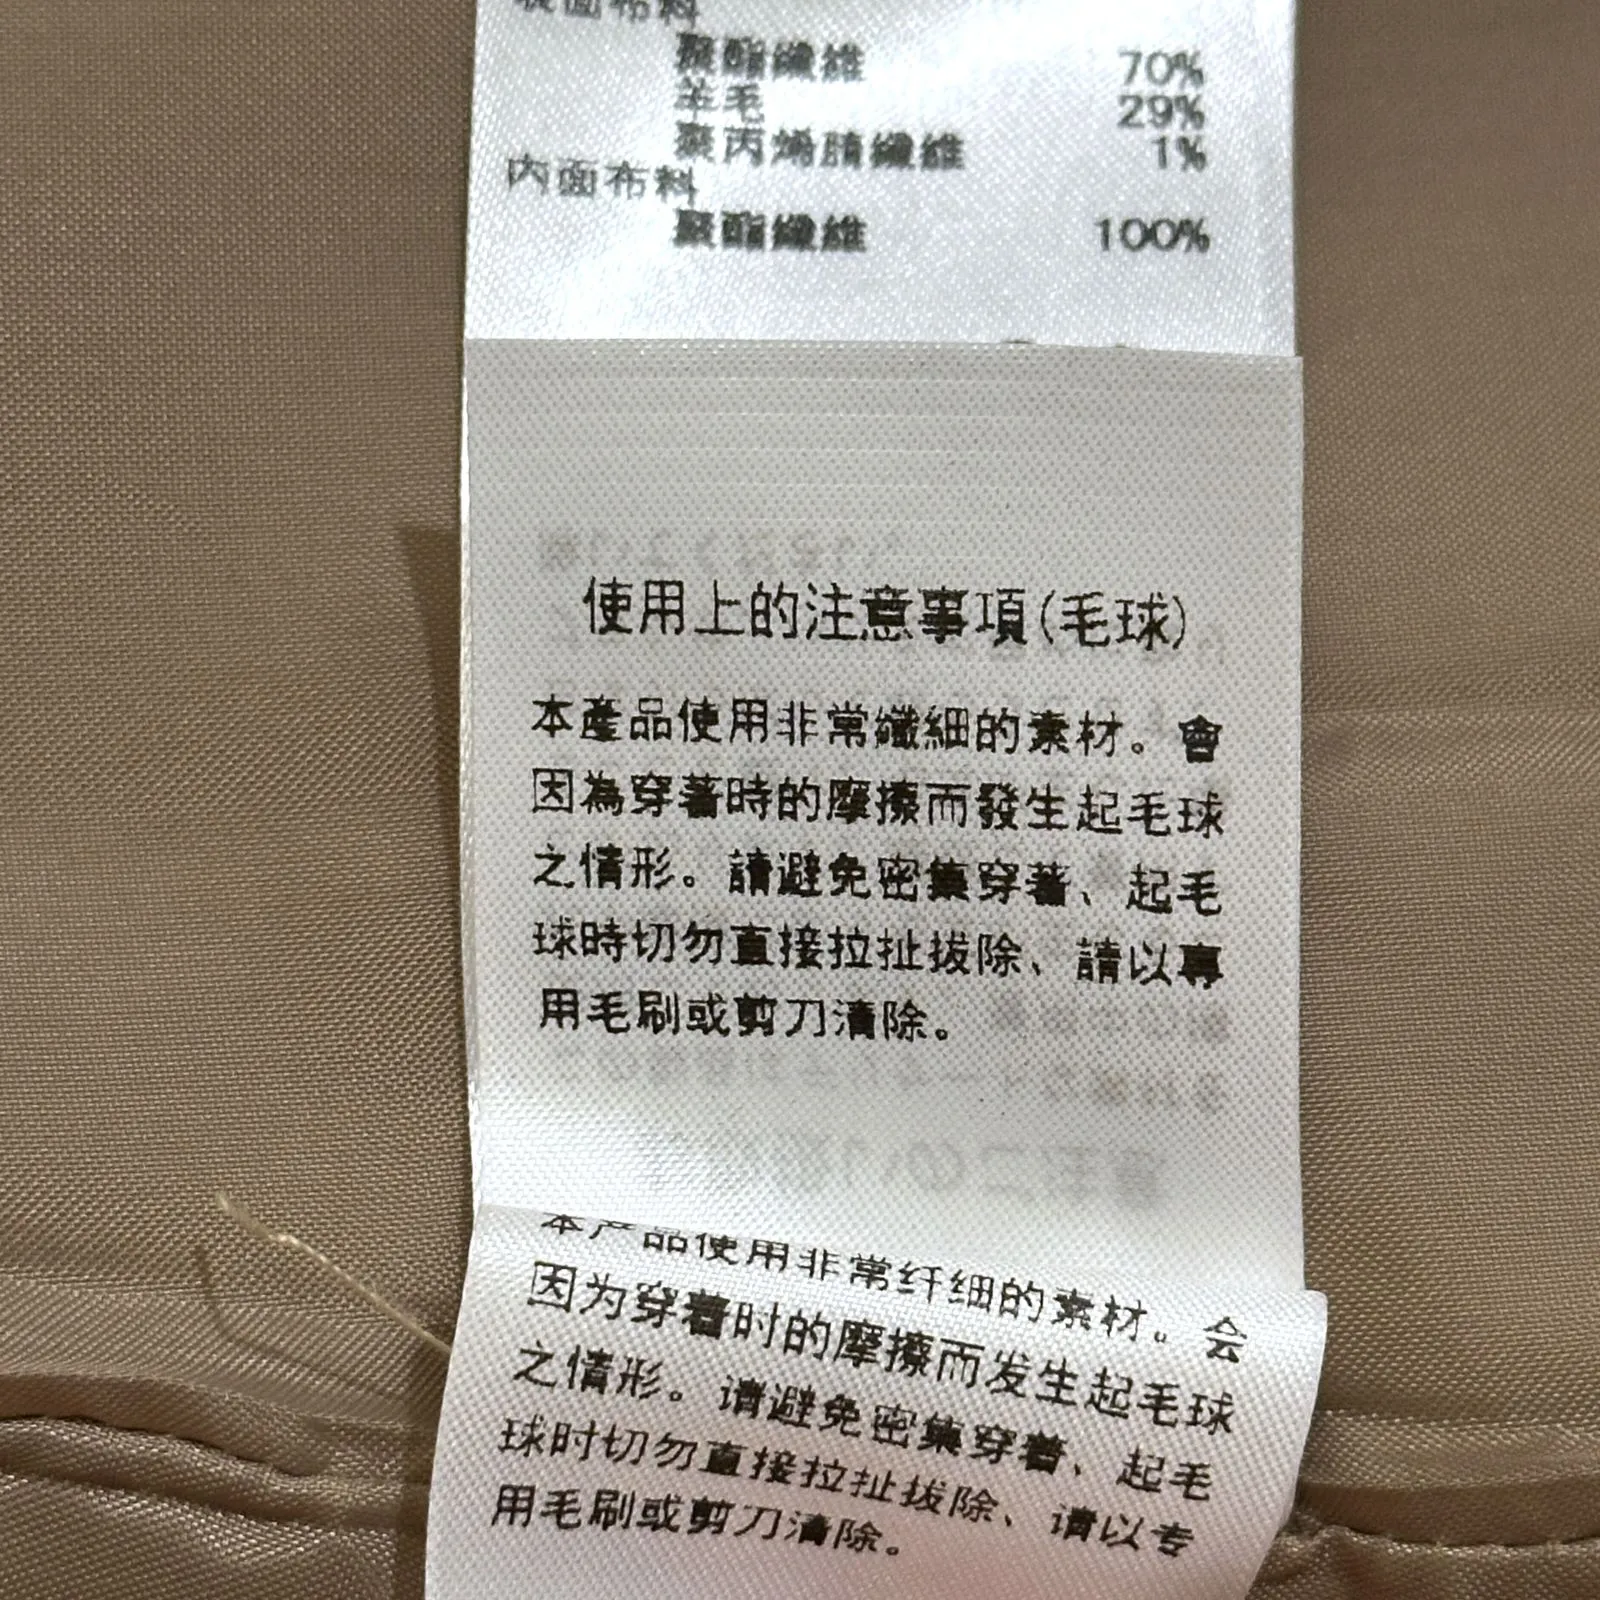 表面布料
聚酯纖維 70%
羊毛 29%
聚丙烯腈纖維 1%
內面布料
聚酯纖維 100%
使用上的注意事項(毛球)
本產品使用非常纖細的素材。會
因為穿著時的摩擦而發生起毛球
之情形。請避免密集穿著、起毛
球時切勿直接拉扯拔除、請以專
用毛刷或剪刀清除。
本产品使用非常纤细的素材。会
因为穿着时的摩擦而发生起毛球
之情形。请避免密集穿着、起毛
球时切勿直接拉扯拔除、请以专
用毛刷或剪刀清除。